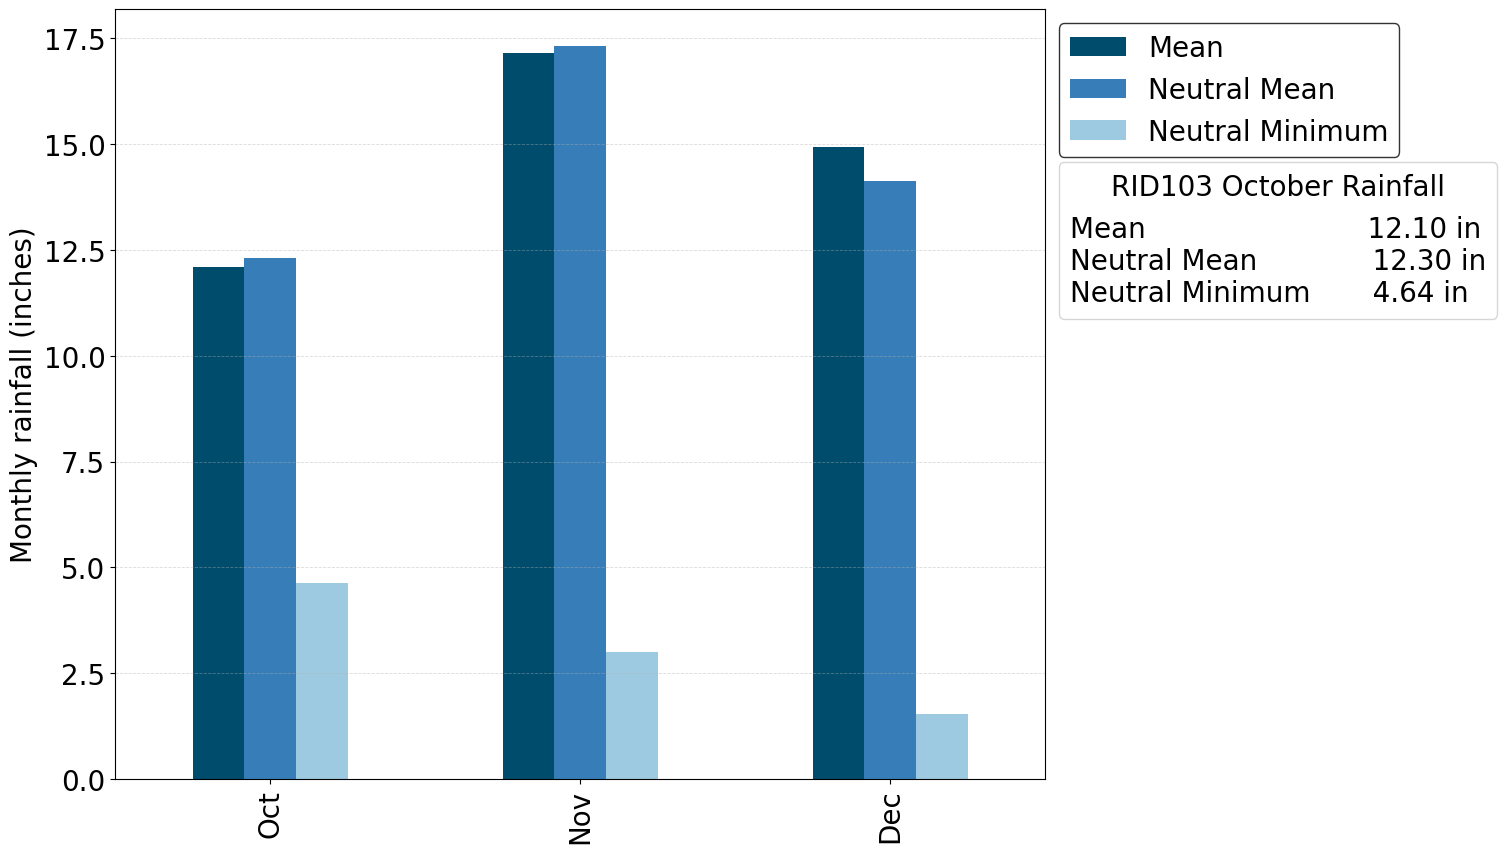 Monthly rainfall (inches)
17.5
15.0
12.5
10.0
7.5
5.0
2.5
0.0
Oct
Nov
Dec
Mean
Neutral Mean
Neutral Minimum
RID103 October Rainfall
Mean 12.10 in
Neutral Mean 12.30 in
Neutral Minimum 4.64 in